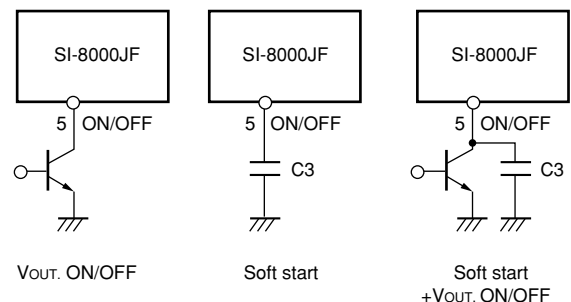 SI-8000JF
SI-8000JF
SI-8000JF
5 ON/OFF
5 ON/OFF
5 ON/OFF
C3
C3
VOUT. ON/OFF
Soft start
Soft start
+VOUT. ON/OFF